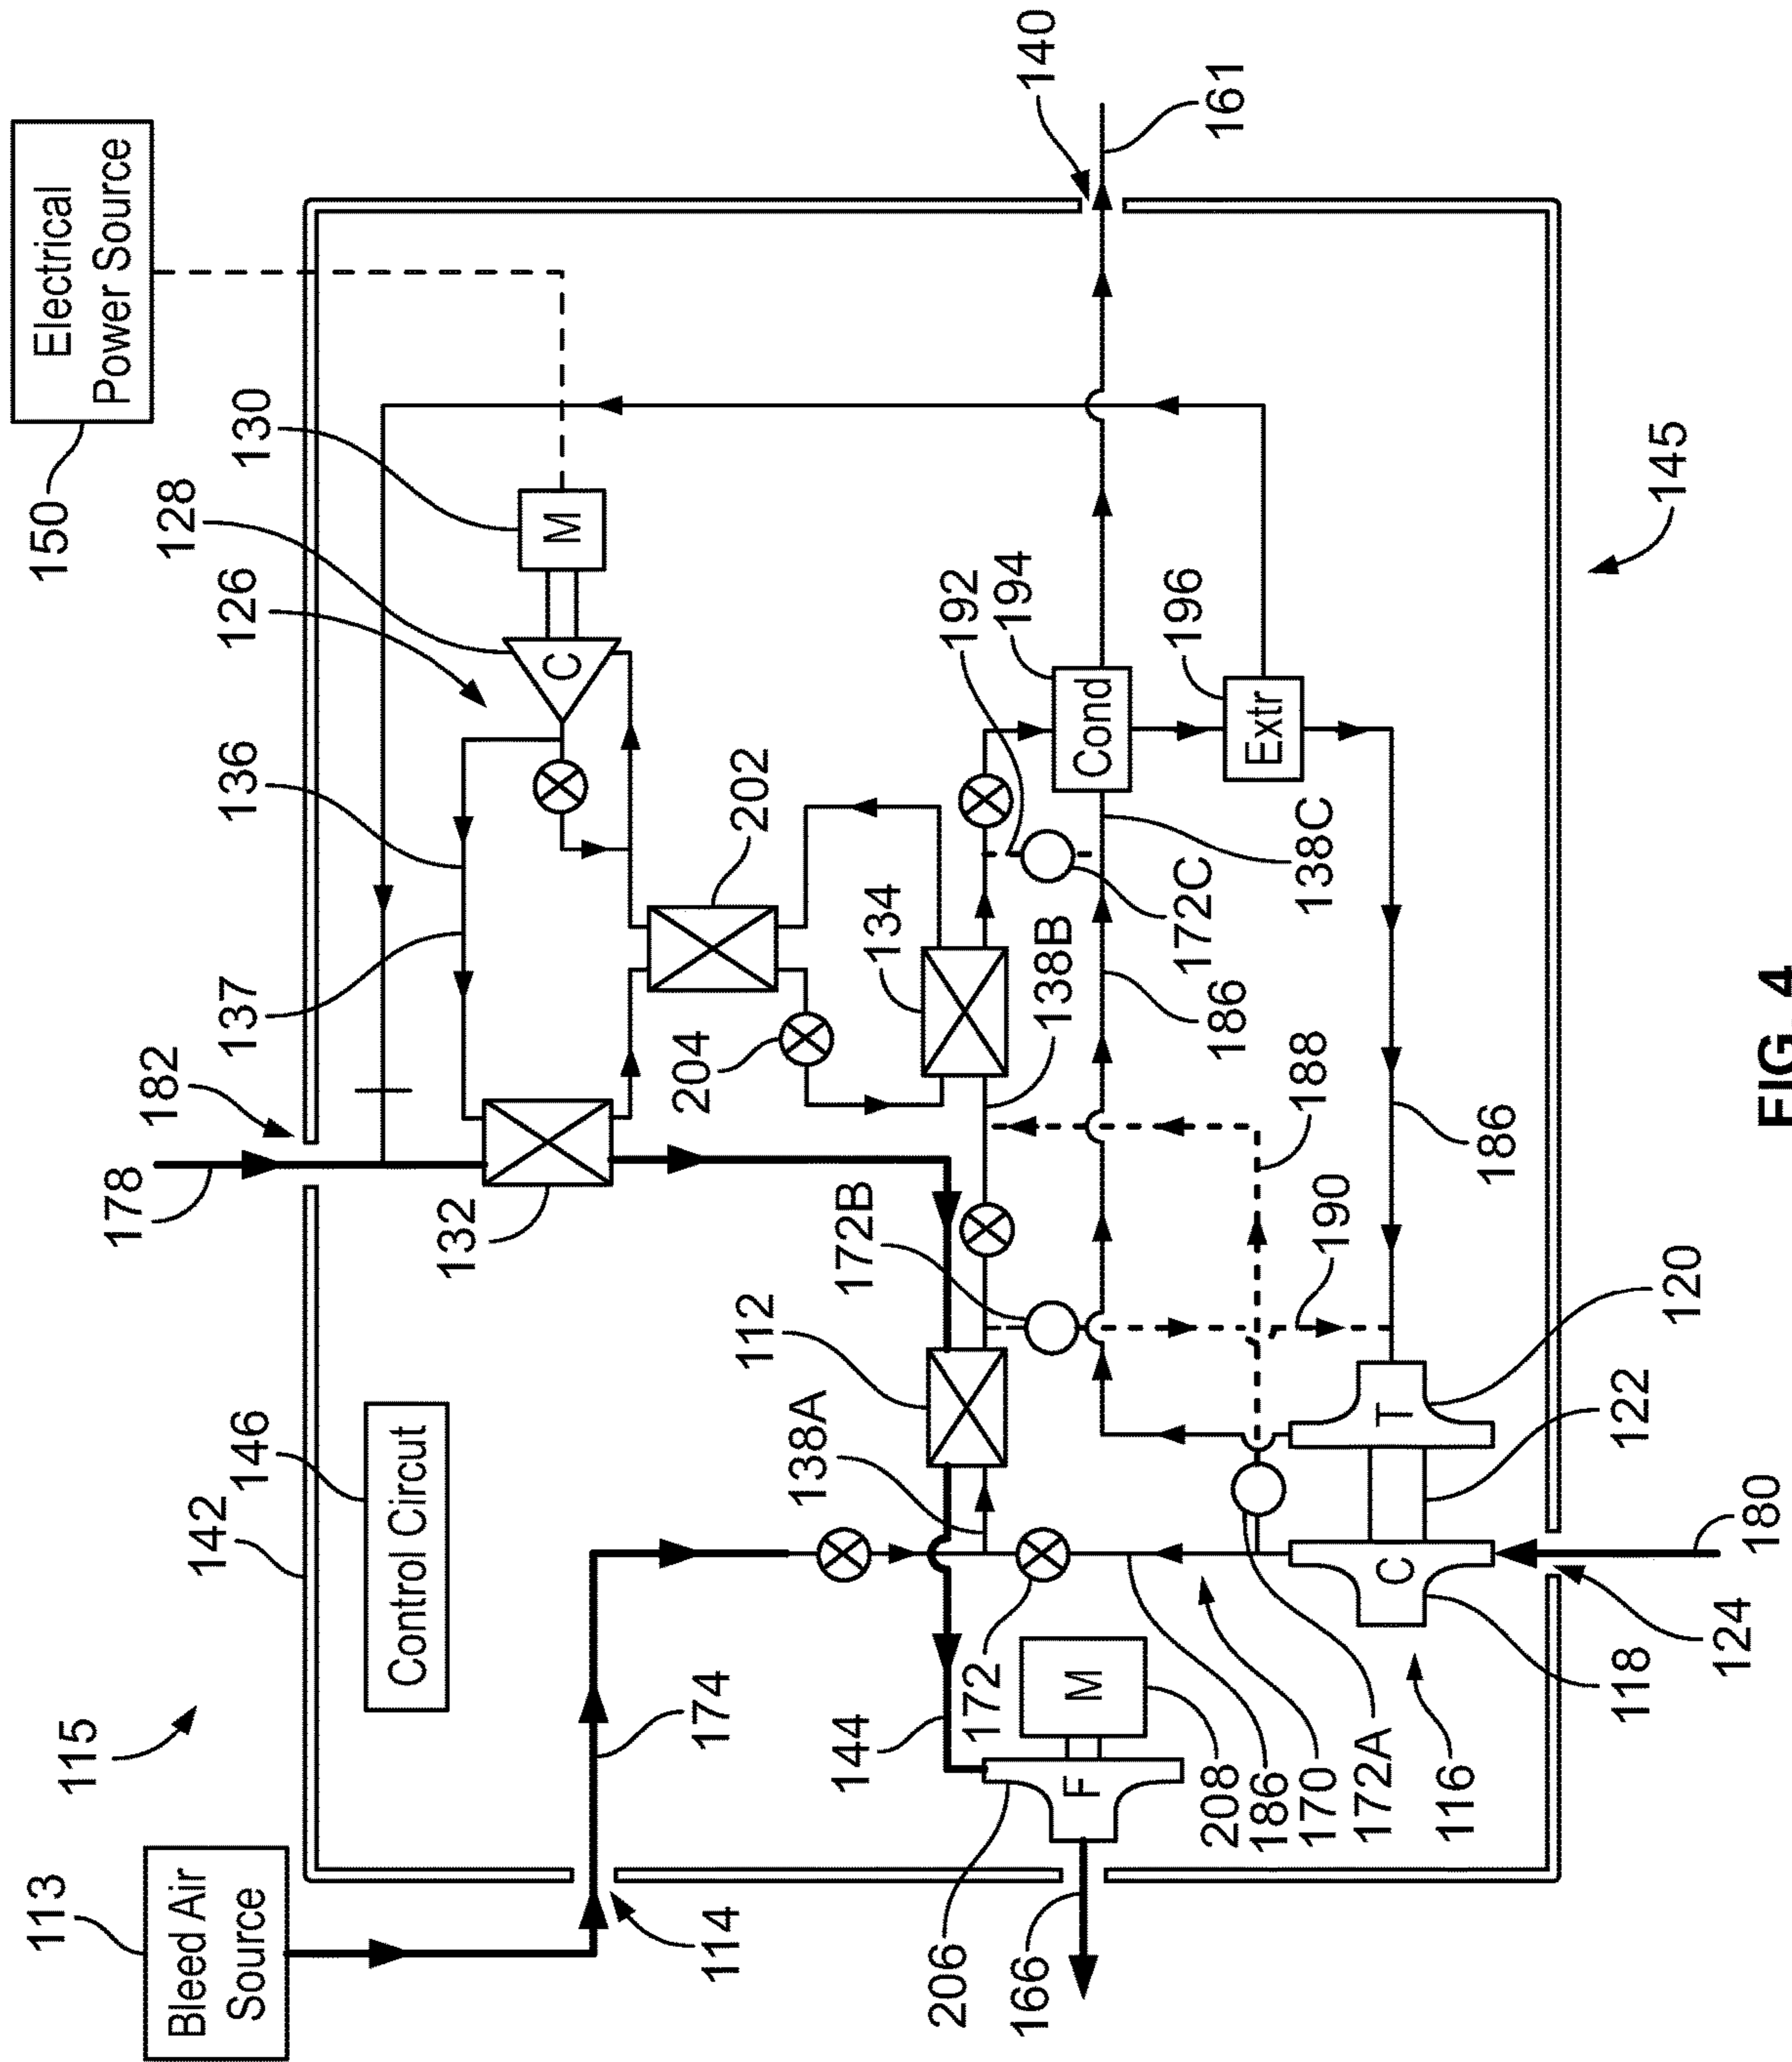 113
150
Electrical
Power Source
115
178
182
128
Bleed Air
Source
142
146
137
136
126
130
Control Circut
132
C
M
114
174
204
202
112
138A
144
172B
134
206
172
192
194
166
140
138B
F
M
Cond
172C
196
208
186
161
186
Extr
170
188
138C
190
172A
C
T
116
186
118
122
145
120
124
180
FIG. 4